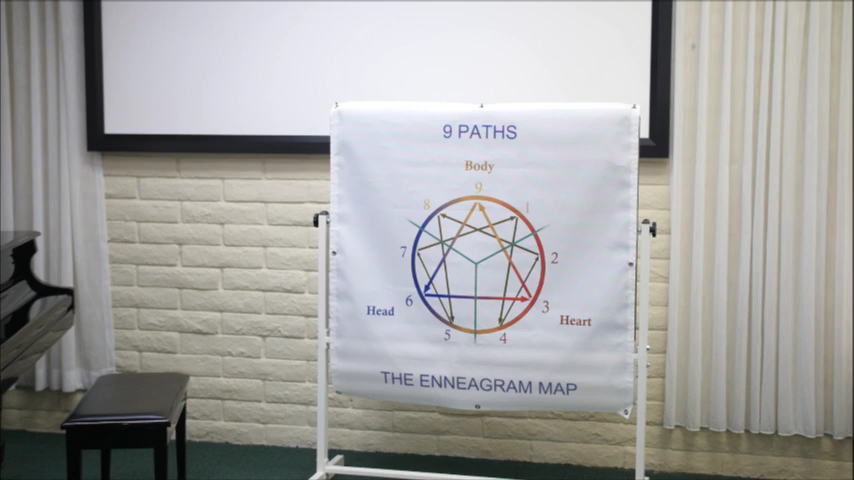 9 PATHS
Body
9
8 1
7 2
6 3
Head Heart
5 4
THE ENNEAGRAM MAP